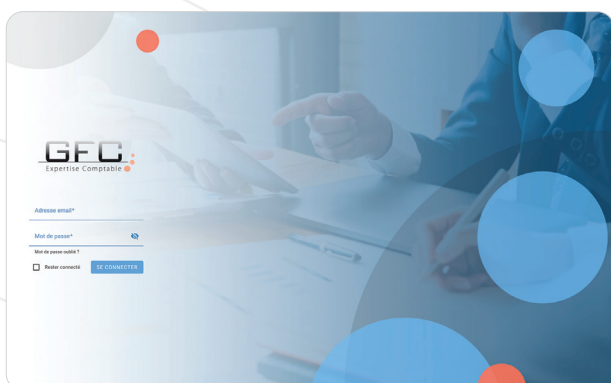 GFC
Expertise Comptable
Adresse email*
Mot de passe*
Mot de passe oublié ?
Rester connecté
SE CONNECTER